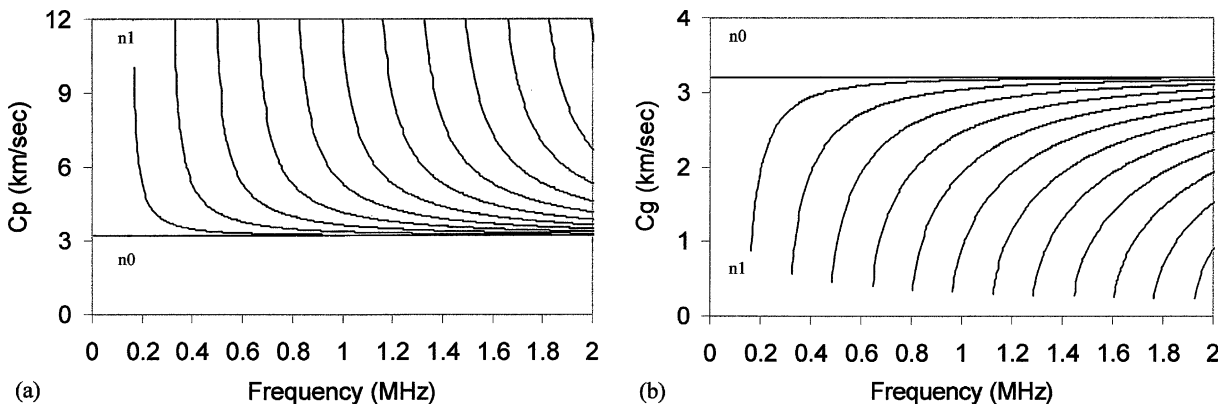 12
9
6
3
0
n1
n0
Cp (km/sec)
0 0.2 0.4 0.6 0.8 1 1.2 1.4 1.6 1.8 2
(a) Frequency (MHz)
4
3
2
1
0
n0
n1
Cg (km/sec)
0 0.2 0.4 0.6 0.8 1 1.2 1.4 1.6 1.8 2
(b) Frequency (MHz)